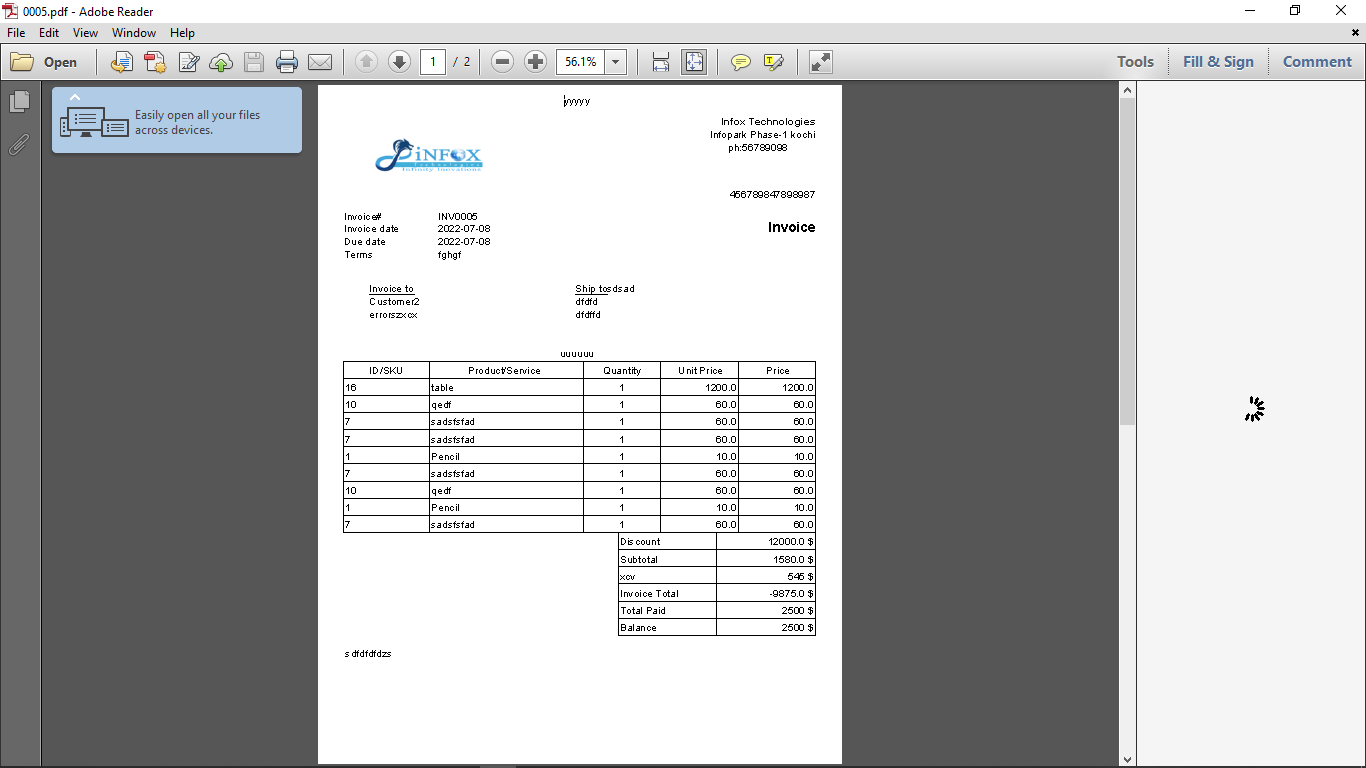 0005.pdf - Adobe Reader
File Edit View Window Help
Open 1 / 2 56.1% Tools Fill & Sign Comment
Easily open all your files
across devices.
yyyyy
Infox Technologies
Infopark Phase-1 kochi
ph:56789098
iNFOX
Technologies
Infinity Inovations
456789847898987
Invoice# INV0005
Invoice date 2022-07-08
Invoice
Due date 2022-07-08
Terms fghgf
Invoice to Ship tosdsad
Customer2 dfdfd
errorszxcx dfdffd
uuuuuu
ID/SKU Product/Service Quantity Unit Price Price
16 table 1 1200.0 1200.0
10 qedf 1 60.0 60.0
7 sadsfsfad 1 60.0 60.0
7 sadsfsfad 1 60.0 60.0
1 Pencil 1 10.0 10.0
7 sadsfsfad 1 60.0 60.0
10 qedf 1 60.0 60.0
1 Pencil 1 10.0 10.0
7 sadsfsfad 1 60.0 60.0
Discount 12000.0 $
Subtotal 1580.0 $
xcv 545 $
Invoice Total -9875.0 $
Total Paid 2500 $
Balance 2500 $
sdfdfdfdzs